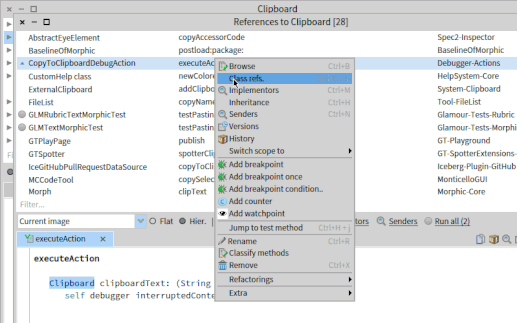 Clipboard
References to Clipboard [28]
AbstractEyeElement copyAccessorCode Spec2-Inspector
BaselineOfMorphic postload:package: BaselineOfMorphic
CopyToClipboardDebugAction executeAc Debugger-Actions
CustomHelp class newColore HelpSystem-Core
ExternalClipboard addClipbo System-Clipboard
FileList copyName Tool-FileList
GLMRubricTextMorphicTest testPastin Glamour-Tests-Rubric
GLMTextMorphicTest testPastin Glamour-Tests-Morphic
GTPlayPage publish GT-Playground
GTSpotter spotterCli GT-SpotterExtensions-
IceGitHubPullRequestDataSource copyToCli Iceberg-Plugin-GitHub
MCCodeTool copySelec MonticelloGUI
Morph clipText Morphic-Core
Browse Ctrl+B
Class refs.
Implementors Ctrl+M
Inheritance Ctrl+H
Senders Ctrl+N
Versions
History
Switch scope to
Add breakpoint
Add breakpoint once
Add breakpoint condition..
Add counter
Add watchpoint
Jump to test method Ctrl+H + j
Rename Ctrl+R
Classify methods
Remove Ctrl+X
Refactorings
Extra
Filter...
Current image Flat Hier. tors Senders Run all (2)
executeAction
executeAction
Clipboard clipboardText: (String
self debugger interruptedConte